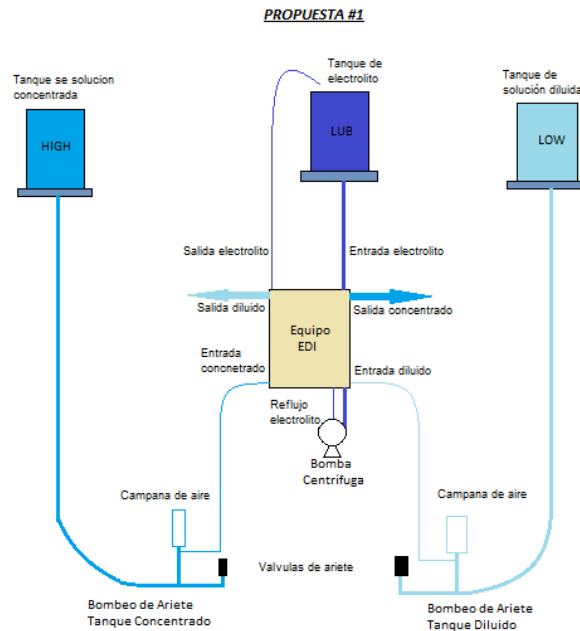 PROPUESTA #1
Tanque se solucion
concentrada
Tanque de
electrolito
Tanque de
solución diluida
HIGH
LUB
LOW
Salida electrolito
Entrada electrolito
Salida diluido
Salida concentrado
Equipo
EDI
Entrada
concnetrado
Entrada diluido
Reflujo
electrolito
Bomba
Centrífuga
Campana de aire
Campana de aire
Valvulas de ariete
Bombeo de Ariete
Tanque Concentrado
Bombeo de Ariete
Tanque Diluido